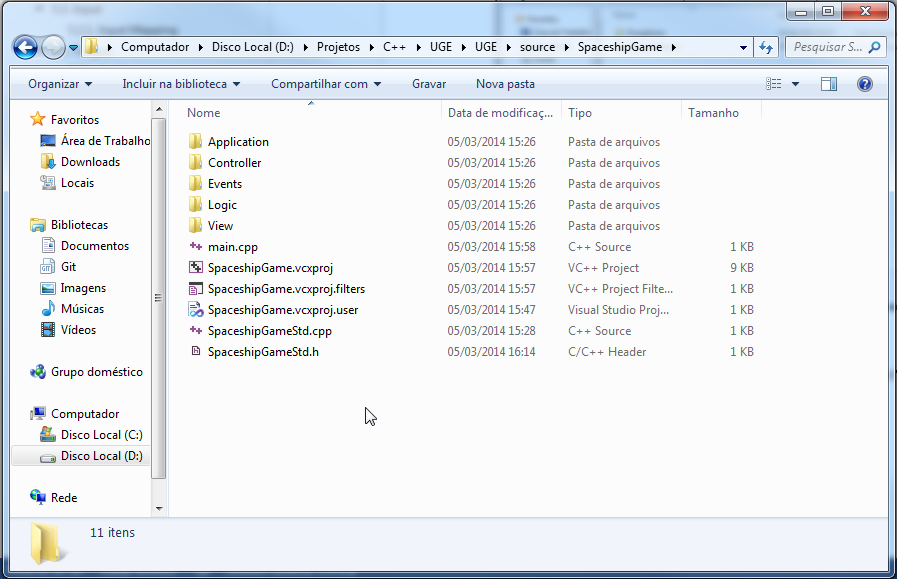 Computador Disco Local (D:) Projetos C++ UGE UGE source SpaceshipGame Pesquisar S...
Organizar Incluir na biblioteca Compartilhar com Gravar Nova pasta
Favoritos
Área de Trabalho
Downloads
Locais
Bibliotecas
Documentos
Git
Imagens
Músicas
Vídeos
Grupo doméstico
Computador
Disco Local (C:)
Disco Local (D:)
Rede
Nome Data de modificaç... Tipo Tamanho
Application 05/03/2014 15:26 Pasta de arquivos
Controller 05/03/2014 15:26 Pasta de arquivos
Events 05/03/2014 15:26 Pasta de arquivos
Logic 05/03/2014 15:26 Pasta de arquivos
View 05/03/2014 15:26 Pasta de arquivos
main.cpp 05/03/2014 15:58 C++ Source 1 KB
SpaceshipGame.vcxproj 05/03/2014 15:57 VC++ Project 9 KB
SpaceshipGame.vcxproj.filters 05/03/2014 15:57 VC++ Project Filte... 1 KB
SpaceshipGame.vcxproj.user 05/03/2014 15:47 Visual Studio Proj... 1 KB
SpaceshipGameStd.cpp 05/03/2014 15:28 C++ Source 1 KB
SpaceshipGameStd.h 05/03/2014 16:14 C/C++ Header 1 KB
11 itens